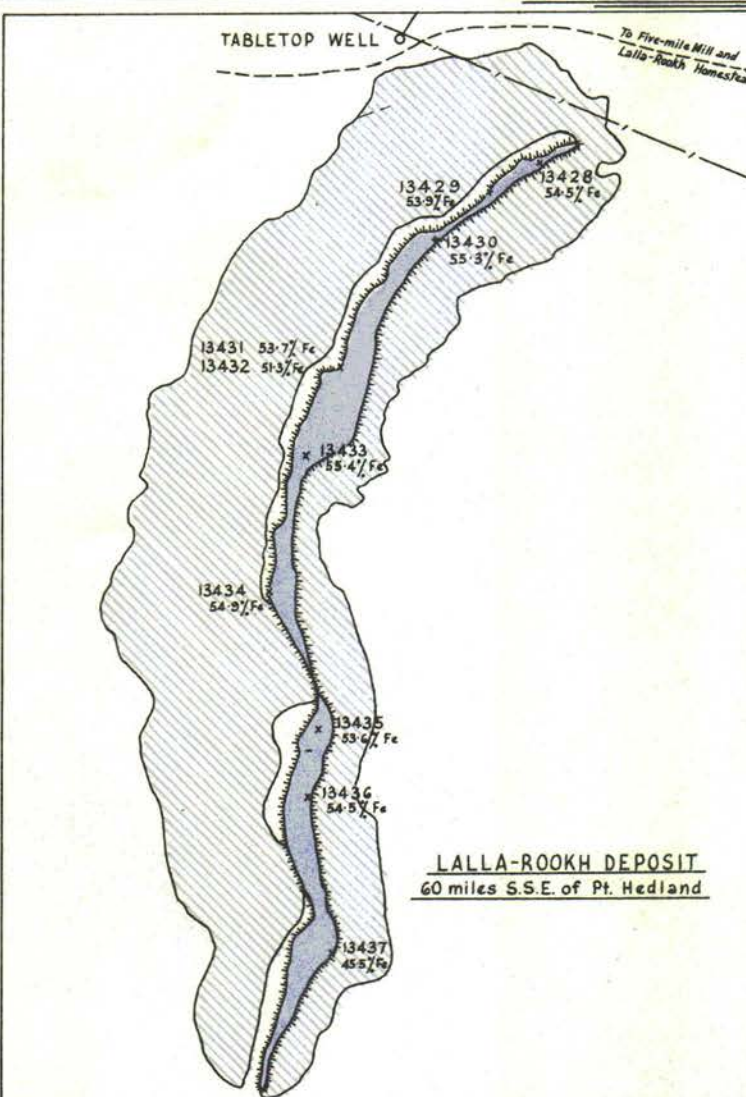 TABLETOP WELL
To Five-mile Mill and
Lalla-Rookh
13428
54.5% Fe
13429
53.9% Fe
13430
55.3% Fe
13431 53.7% Fe
13432 51.3% Fe
13433
55.4% Fe
13434
54.9% Fe
13435
53.6% Fe
13436
54.5% Fe
LALLA-ROOKH DEPOSIT
60 miles S.S.E. of Pt. Hedland
13437
45.5% Fe